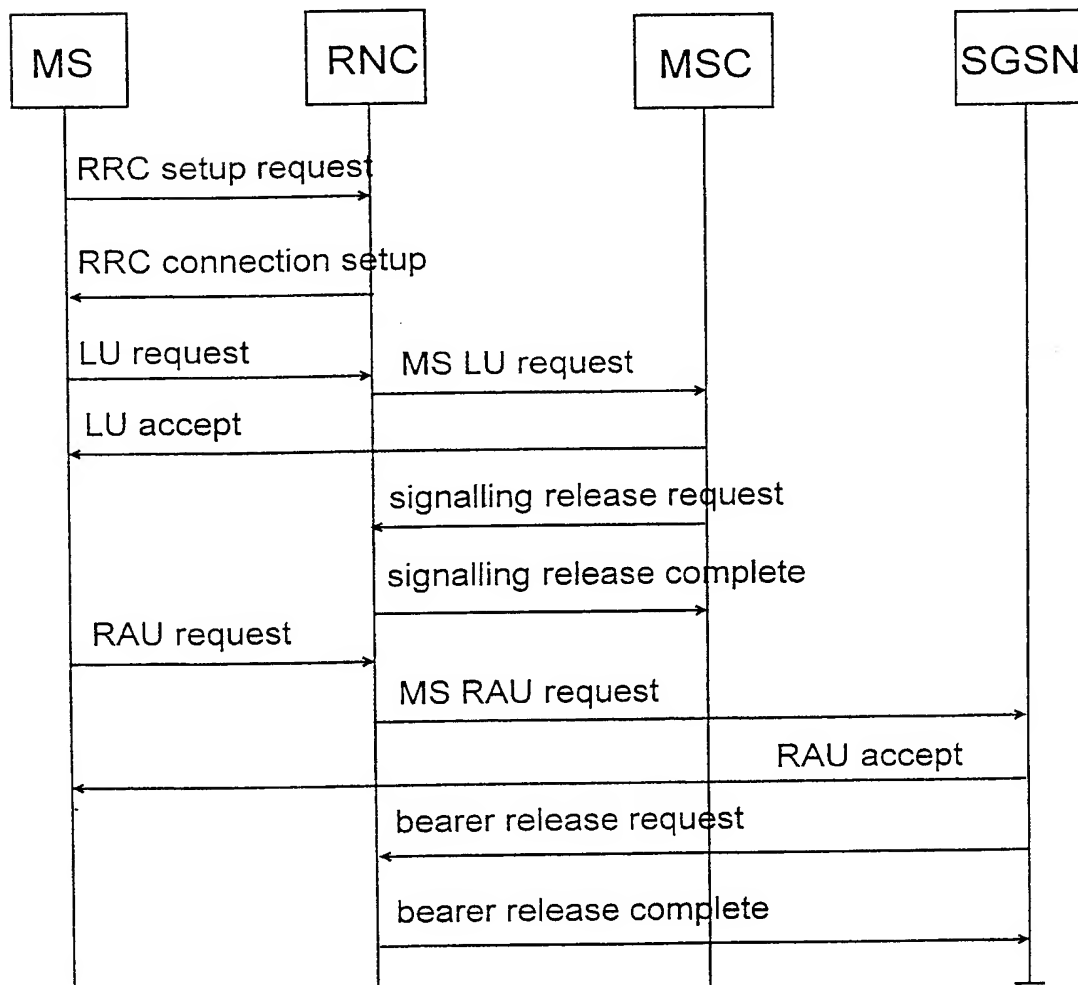 MS
RNC
MSC
SGSN
RRC setup request
RRC connection setup
LU request
MS LU request
LU accept
signalling release request
signalling release complete
RAU request
MS RAU request
RAU accept
bearer release request
bearer release complete